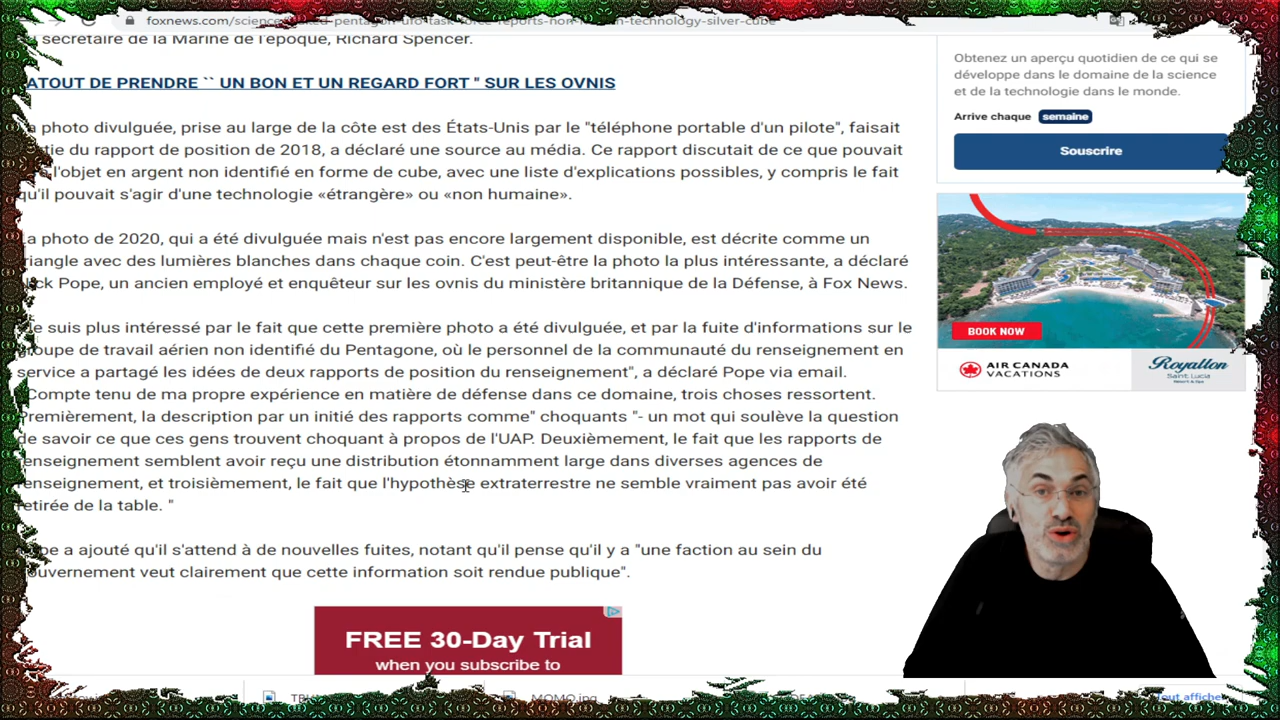 foxnews.com/science
secrétaire de la Marine de l'époque, Richard Spencer.
ATOUT DE PRENDRE `` UN BON ET UN REGARD FORT " SUR LES OVNIS
photo divulguée, prise au large de la côte est des États-Unis par le "téléphone portable d'un pilote", faisait
du rapport de position de 2018, a déclaré une source au média. Ce rapport discutait de ce que pouvait
l'objet en argent non identifié en forme de cube, avec une liste d'explications possibles, y compris le fait
qu'il pouvait s'agir d'une technologie «étrangère» ou «non humaine».
La photo de 2020, qui a été divulguée mais n'est pas encore largement disponible, est décrite comme un
triangle avec des lumières blanches dans chaque coin. C'est peut-être la photo la plus intéressante, a déclaré
Pope, un ancien employé et enquêteur sur les ovnis du ministère britannique de la Défense, à Fox News.
suis plus intéressé par le fait que cette première photo a été divulguée, et par la fuite d'informations sur le
groupe de travail aérien non identifié du Pentagone, où le personnel de la communauté du renseignement en
service a partagé les idées de deux rapports de position du renseignement", a déclaré Pope via email.
Compte tenu de ma propre expérience en matière de défense dans ce domaine, trois choses ressortent.
Premièrement, la description par un initié des rapports comme" choquants "- un mot qui soulève la question
de savoir ce que ces gens trouvent choquant à propos de l'UAP. Deuxièmement, le fait que les rapports de
renseignement semblent avoir reçu une distribution étonnamment large dans diverses agences de
renseignement, et troisièmement, le fait que l'hypothèse extraterrestre ne semble vraiment pas avoir été
retirée de la table. "
a ajouté qu'il s'attend à de nouvelles fuites, notant qu'il pense qu'il y a "une faction au sein du
gouvernement veut clairement que cette information soit rendue publique".
FREE 30-Day Trial
when you subscribe to
MOMO.jpg
Obtenez un aperçu quotidien de ce qui se
développe dans le domaine de la science
et de la technologie dans le monde.
Arrive chaque semaine
Souscrire
BOOK NOW
AIR CANADA
VACATIONS
Royalton
Saint Lucia
tout affiche